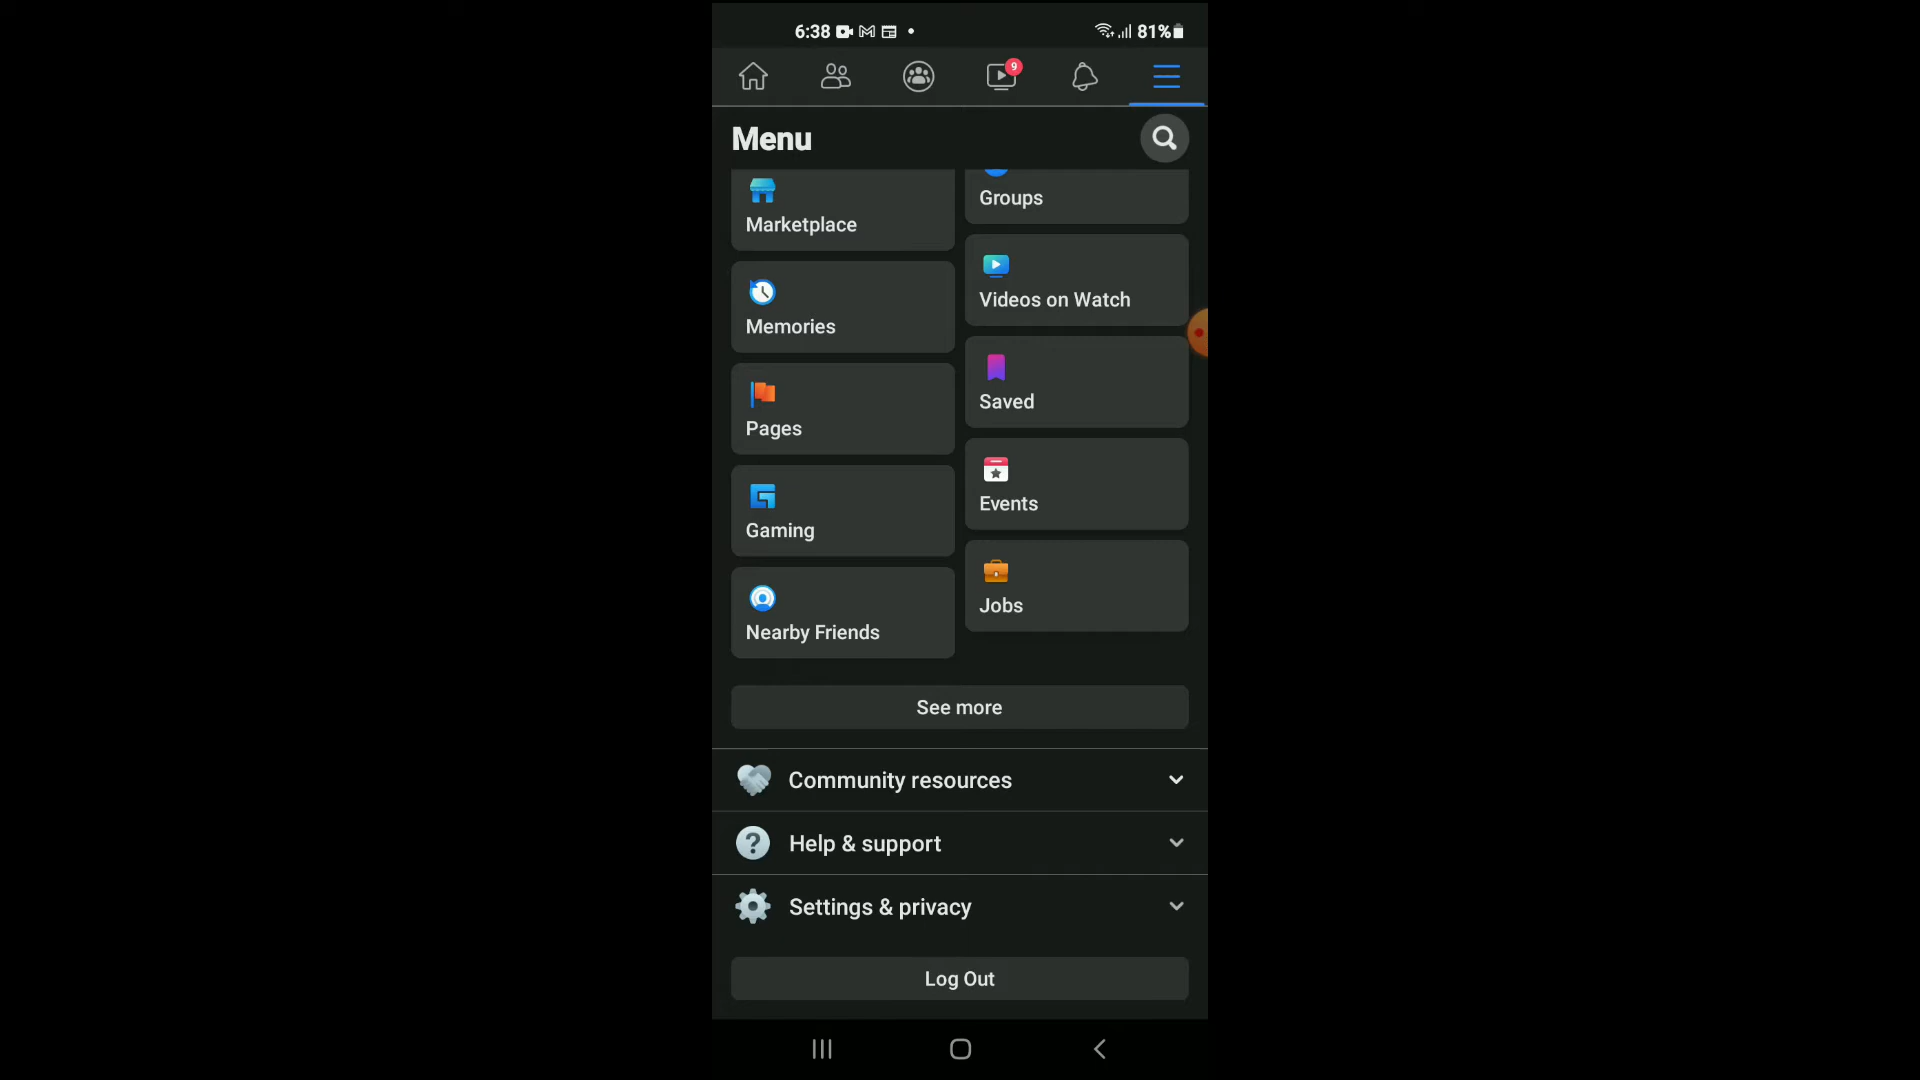 6:38
81%
9
Menu
Marketplace
Groups
Memories
Videos on Watch
Pages
Saved
Gaming
Events
Nearby Friends
Jobs
See more
Community resources
Help & support
Settings & privacy
Log Out